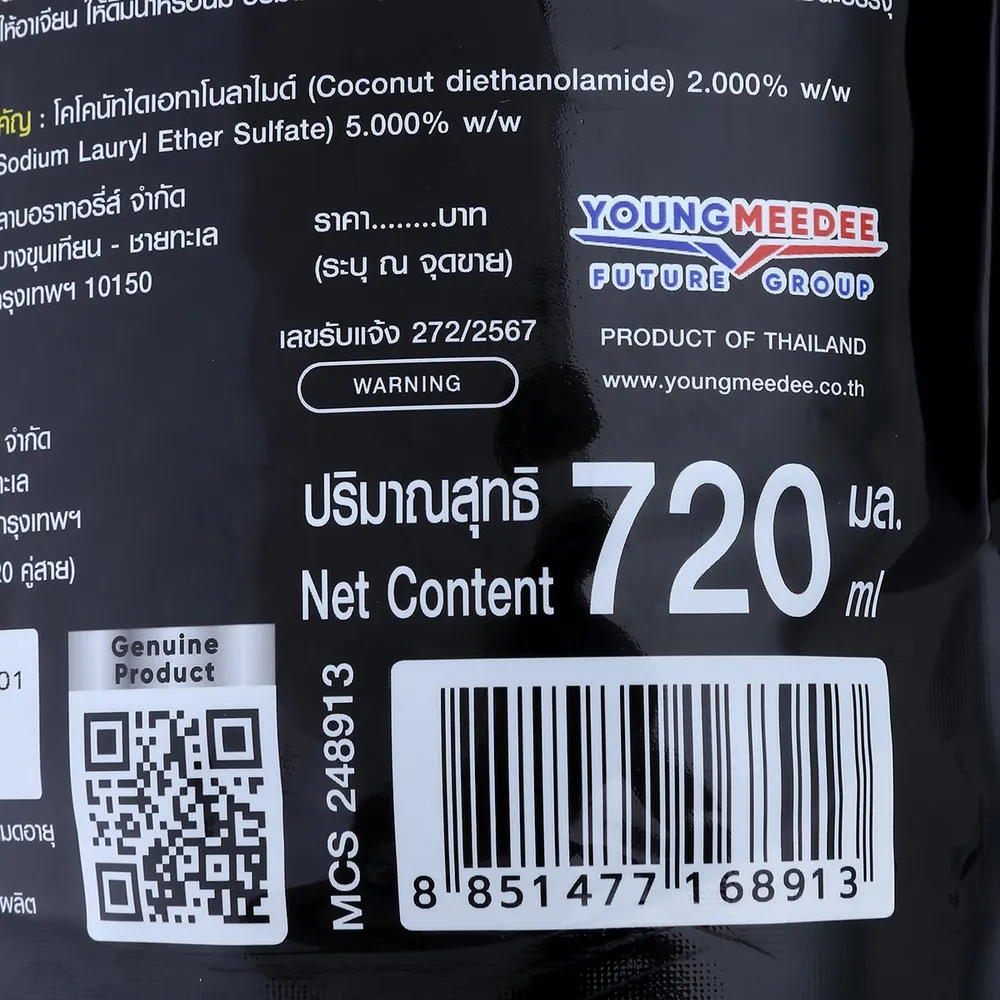 ให้อาเจียน ให้ดื่มน้ำหรือนม
คัญ : โคโคนัทไดเอทาโนลาไมด์ (Coconut diethanolamide) 2.000% w/w
Sodium Lauryl Ether Sulfate) 5.000% w/w
ลาบอราทอรี่ส์ จำกัด
บางขุนเทียน - ชายทะเล
กรุงเทพฯ 10150
ราคา........บาท
(ระบุ ณ จุดขาย)
เลขรับแจ้ง 272/2567
WARNING
YOUNGMEEDEE
FUTURE GROUP
PRODUCT OF THAILAND
www.youngmeedee.co.th
จำกัด
ทะเล
กรุงเทพฯ
20 คู่สาย)
ปริมาณสุทธิ 720 มล.
Net Content ml
01
มดอายุ
ผลิต
Genuine
Product
MCS 248913
8 851477 168913